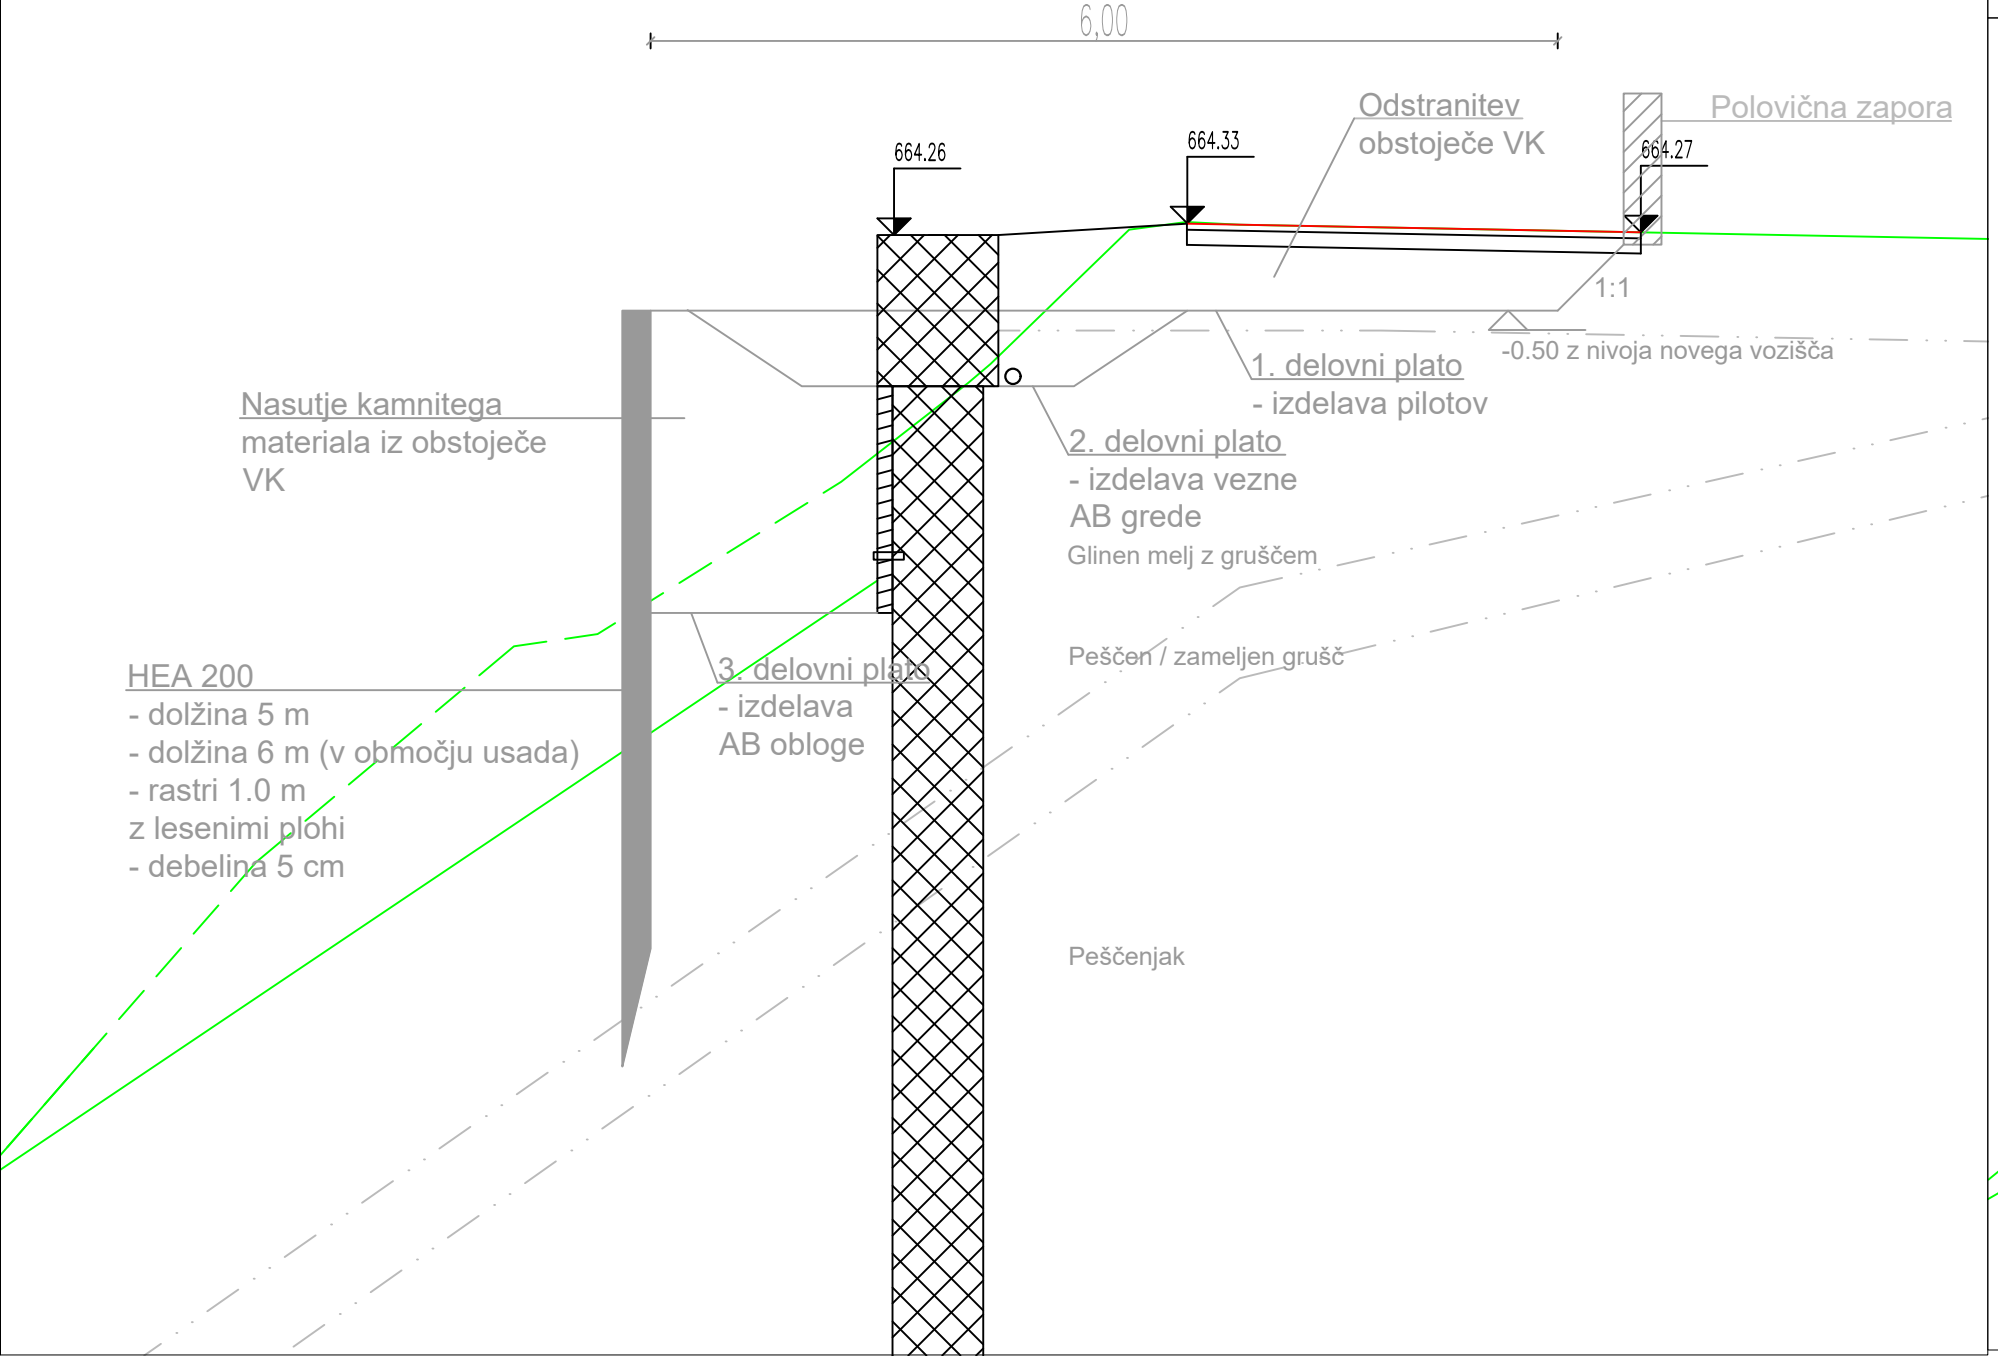 6,00
Odstranitev
obstoječe VK
Polovična zapora
664.26
664.33
664.27
1:1
-0.50 z nivoja novega vozišča
1. delovni plato
- izdelava pilotov
Nasutje kamnitega
materiala iz obstoječe
VK
2. delovni plato
- izdelava vezne
AB grede
Glinen melj z gruščem
Peščen / zameljen grušč
HEA 200
- dolžina 5 m
- dolžina 6 m (v območju usada)
- rastri 1.0 m
z lesenimi plohi
- debelina 5 cm
3. delovni plato
- izdelava
AB obloge
Peščenjak